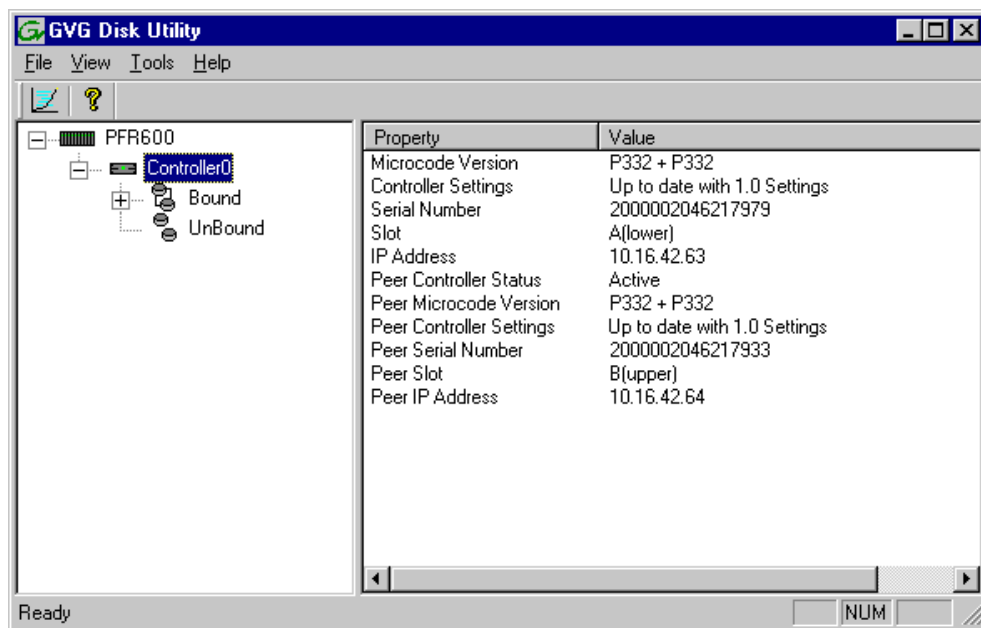 GVG Disk Utility
File View Tools Help
PFR600
Controller0
Bound
UnBound
Property Value
Microcode Version P332 + P332
Controller Settings Up to date with 1.0 Settings
Serial Number 2000002046217979
Slot A(lower)
IP Address 10.16.42.63
Peer Controller Status Active
Peer Microcode Version P332 + P332
Peer Controller Settings Up to date with 1.0 Settings
Peer Serial Number 2000002046217933
Peer Slot B(upper)
Peer IP Address 10.16.42.64
Ready NUM